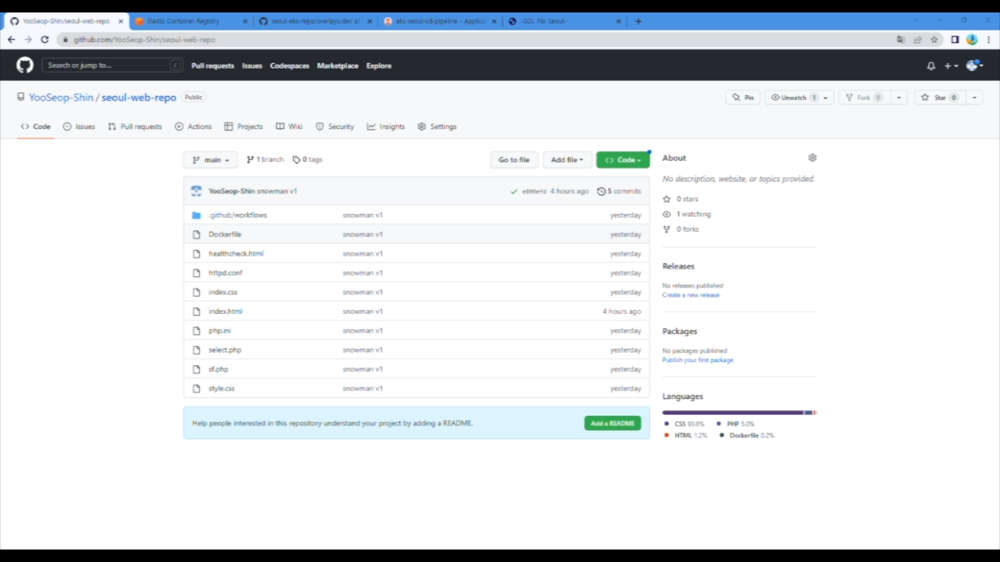 YooSeop-Shin/seoul-web-repo
Elastic Container Registry
seoul-eks-repo/overlays/dev at
eks-seoul-cd-pipeline - Applicat
-SOL Flix Seoul-
github.com/YooSeop-Shin/seoul-web-repo
Search or jump to...
/
Pull requests
Issues
Codespaces
Marketplace
Explore
YooSeop-Shin / seoul-web-repo
Public
Pin
Unwatch 1
Fork 0
Star 0
Code
Issues
Pull requests
Actions
Projects
Wiki
Security
Insights
Settings
main
1 branch
0 tags
Go to file
Add file
Code
YooSeop-Shin snowman v1
e899efd 4 hours ago
5 commits
.github/workflows snowman v1 yesterday
Dockerfile snowman v1 yesterday
healthcheck.html snowman v1 yesterday
httpd.conf snowman v1 yesterday
index.css snowman v1 yesterday
index.html snowman v1 4 hours ago
php.ini snowman v1 yesterday
select.php snowman v1 yesterday
sf.php snowman v1 yesterday
style.css snowman v1 yesterday
Help people interested in this repository understand your project by adding a README.
Add a README
About
No description, website, or topics provided.
0 stars
1 watching
0 forks
Releases
No releases published
Create a new release
Packages
No packages published
Publish your first package
Languages
CSS 93.6%
PHP 5.0%
HTML 1.2%
Dockerfile 0.2%